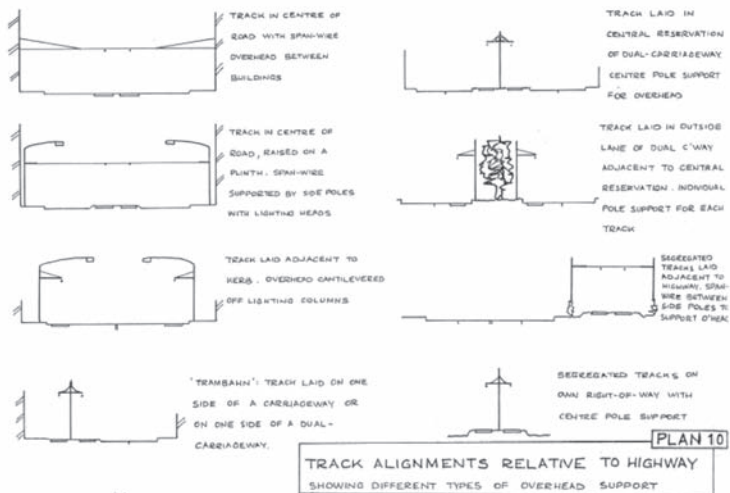 TRACK IN CENTRE OF
ROAD WITH SPAN-WIRE
OVERHEAD BETWEEN
BUILDINGS
TRACK IN CENTRE OF
ROAD, RAISED ON A
PLINTH. SPAN-WIRE
SUPPORTED BY SIDE POLES
WITH LIGHTING HEADS
TRACK LAID ADJACENT TO
KERB. OVERHEAD CANTILEVERED
OFF LIGHTING COLUMNS
'TRAMBAHN': TRACK LAID ON ONE
SIDE OF A CARRIAGEWAY OR
ON ONE SIDE OF A DUAL-
CARRIAGEWAY.
TRACK LAID IN
CENTRAL RESERVATION
OF DUAL-CARRIAGEWAY.
CENTRE POLE SUPPORT
FOR OVERHEAD
TRACK LAID IN OUTSIDE
LANE OF DUAL C'WAY
ADJACENT TO CENTRAL
RESERVATION. INDIVIDUAL
POLE SUPPORT FOR EACH
TRACK
SEGREGATED
TRACKS LAID
ADJACENT TO
HIGHWAY. SPAN-
WIRE BETWEEN
SIDE POLES TO
SUPPORT O'HEAD
SEGREGATED TRACKS ON
OWN RIGHT-OF-WAY WITH
CENTRE POLE SUPPORT
PLAN 10
TRACK ALIGNMENTS RELATIVE TO HIGHWAY
SHOWING DIFFERENT TYPES OF OVERHEAD SUPPORT